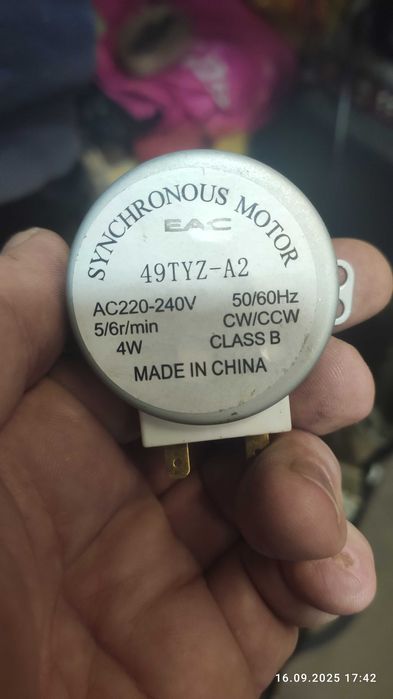 SYNCHRONOUS MOTOR
EAC
49TYZ-A2
AC220-240V 50/60Hz
5/6r/min CW/CCW
4W CLASS B
MADE IN CHINA
16.09.2025 17:42